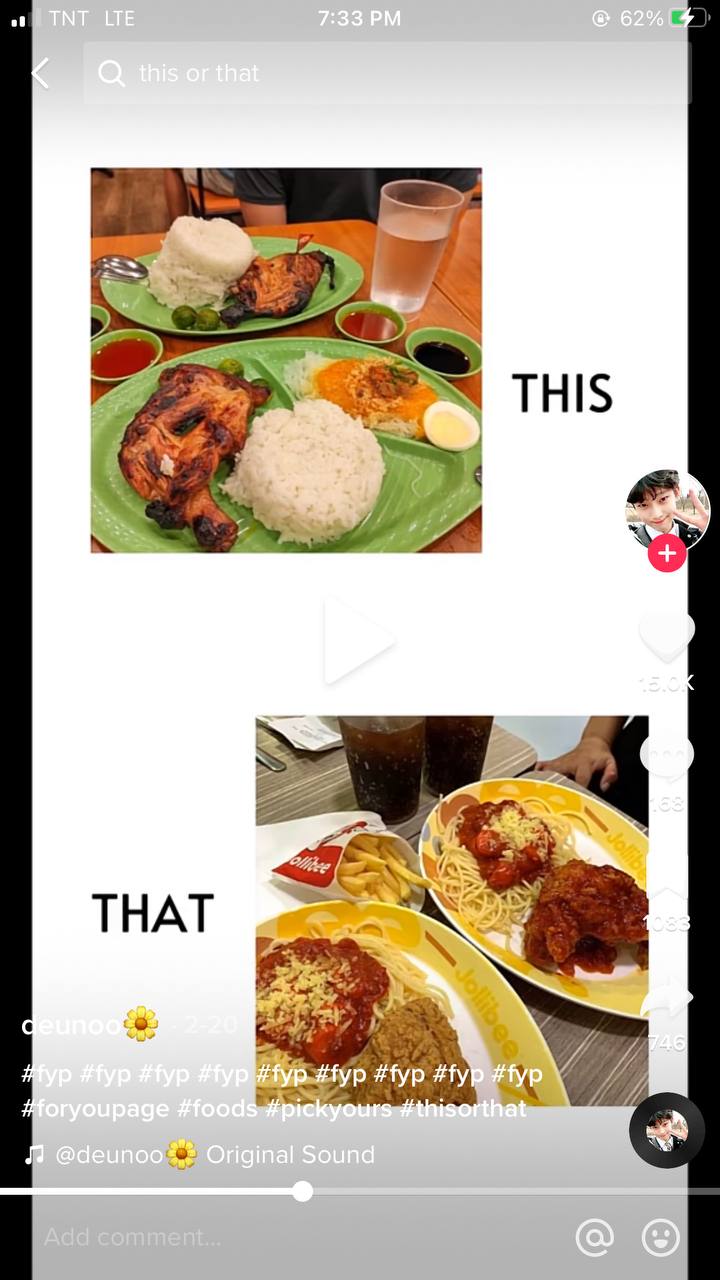 TNT LTE 7:33 PM 62%
this or that
THIS
15.0K
168
Jollibee
Jollibee
THAT
1083
Jollibee
deunoo🌼 · 2-20
746
#fyp #fyp #fyp #fyp #fyp #fyp #fyp #fyp #fyp
#foryoupage #foods #pickyours #thisorthat
@deunoo🌼 Original Sound
Add comment...